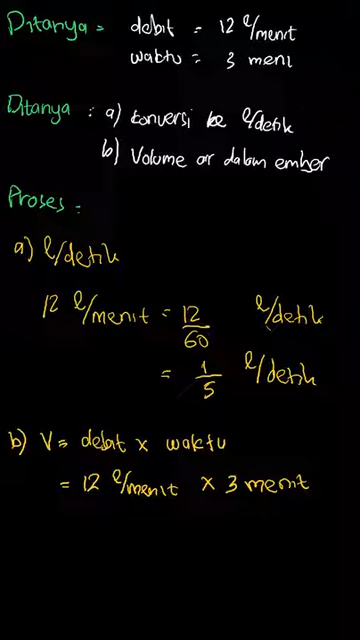 Ditanya = debit = 12 ℓ/menit
waktu = 3 meni
Ditanya : a) konversi ke ℓ/detik
b) Volume air dalam ember
Proses :
a) ℓ/detik
12 ℓ/menit = 12/60 ℓ/detik
= 1/5 ℓ/detik
b) V = debit x waktu
= 12 ℓ/menit x 3 menit